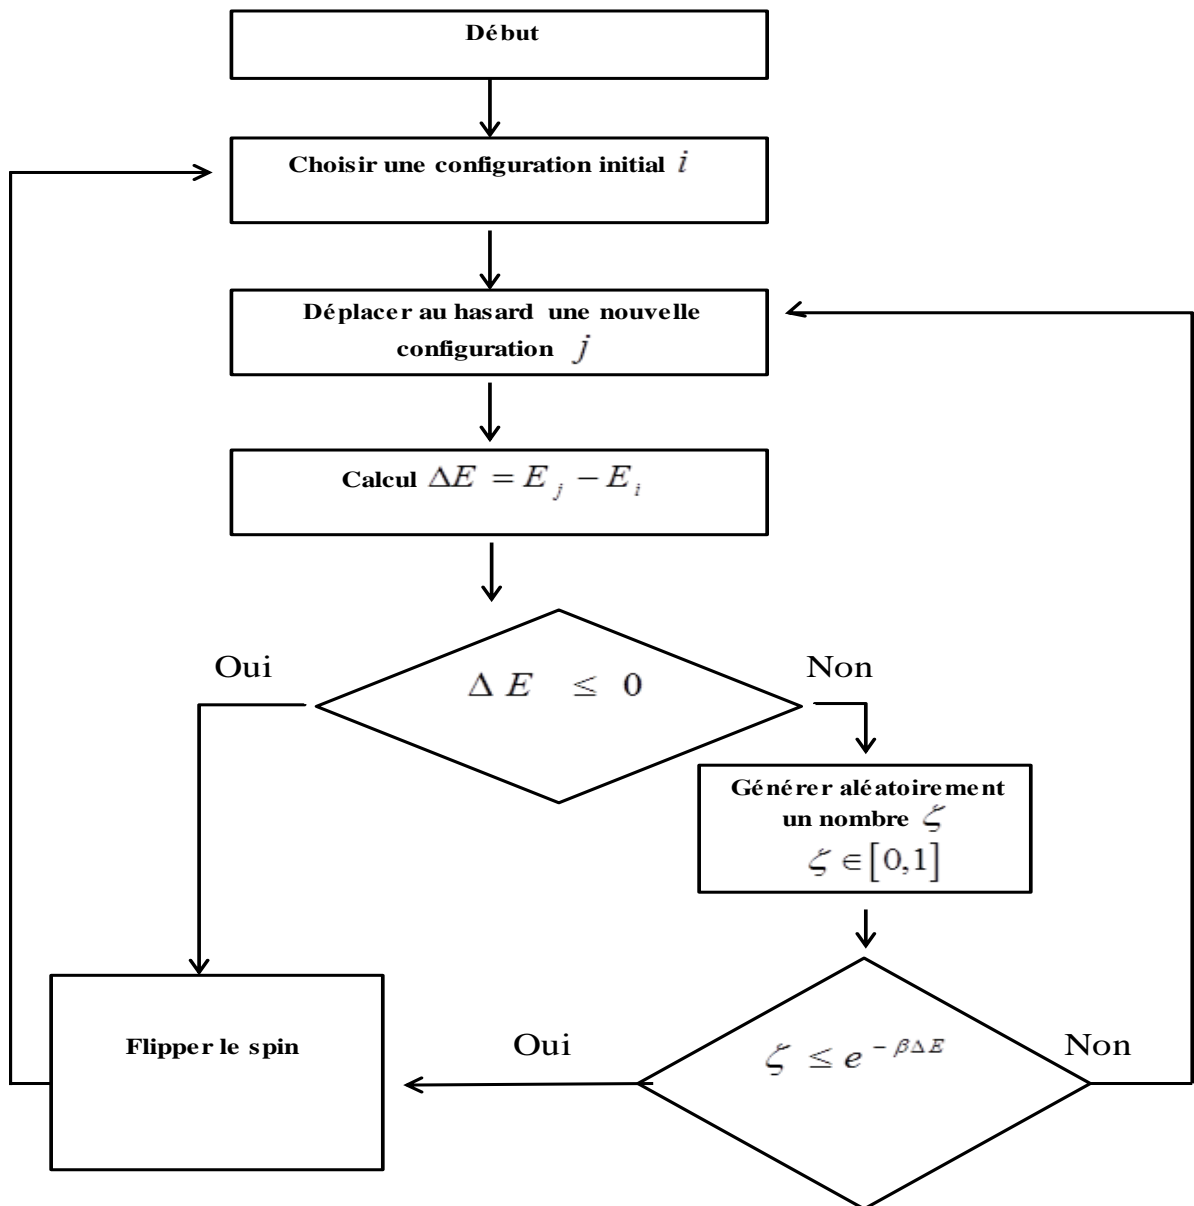 Début
Choisir une configuration initial i
Déplacer au hasard une nouvelle
configuration j
Calcul ΔE = E_j − E_i
Oui
Non
Δ E ≤ 0
Générer aléatoirement
un nombre ζ
ζ ∈ [0,1]
Flipper le spin
Oui
ζ ≤ e^{−βΔE}
Non